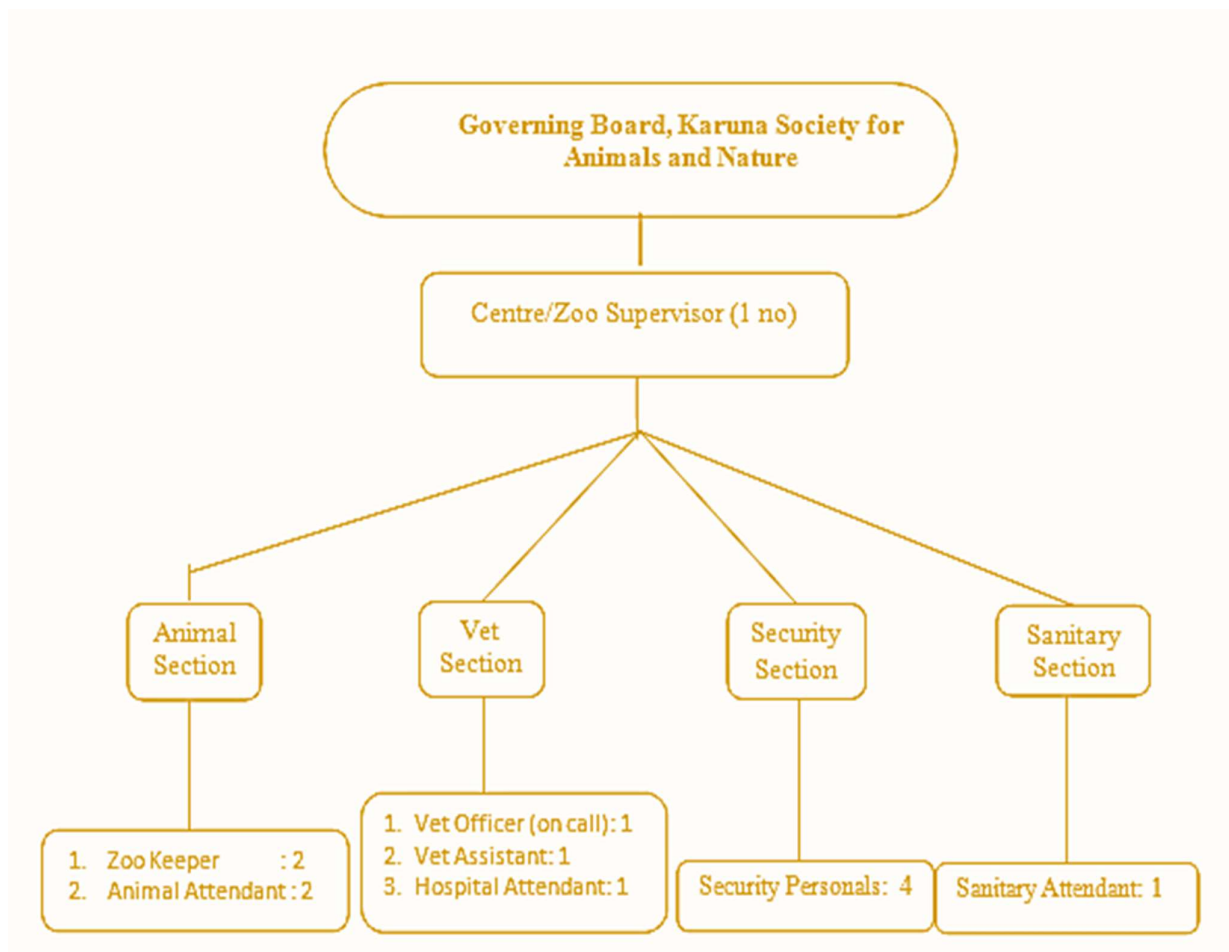 Governing Board, Karuna Society for
Animals and Nature
Centre/Zoo Supervisor (1 no)
Animal
Section
Vet
Section
Security
Section
Sanitary
Section
1. Zoo Keeper : 2
2. Animal Attendant : 2
1. Vet Officer (on call): 1
2. Vet Assistant: 1
3. Hospital Attendant: 1
Security Personals: 4
Sanitary Attendant: 1